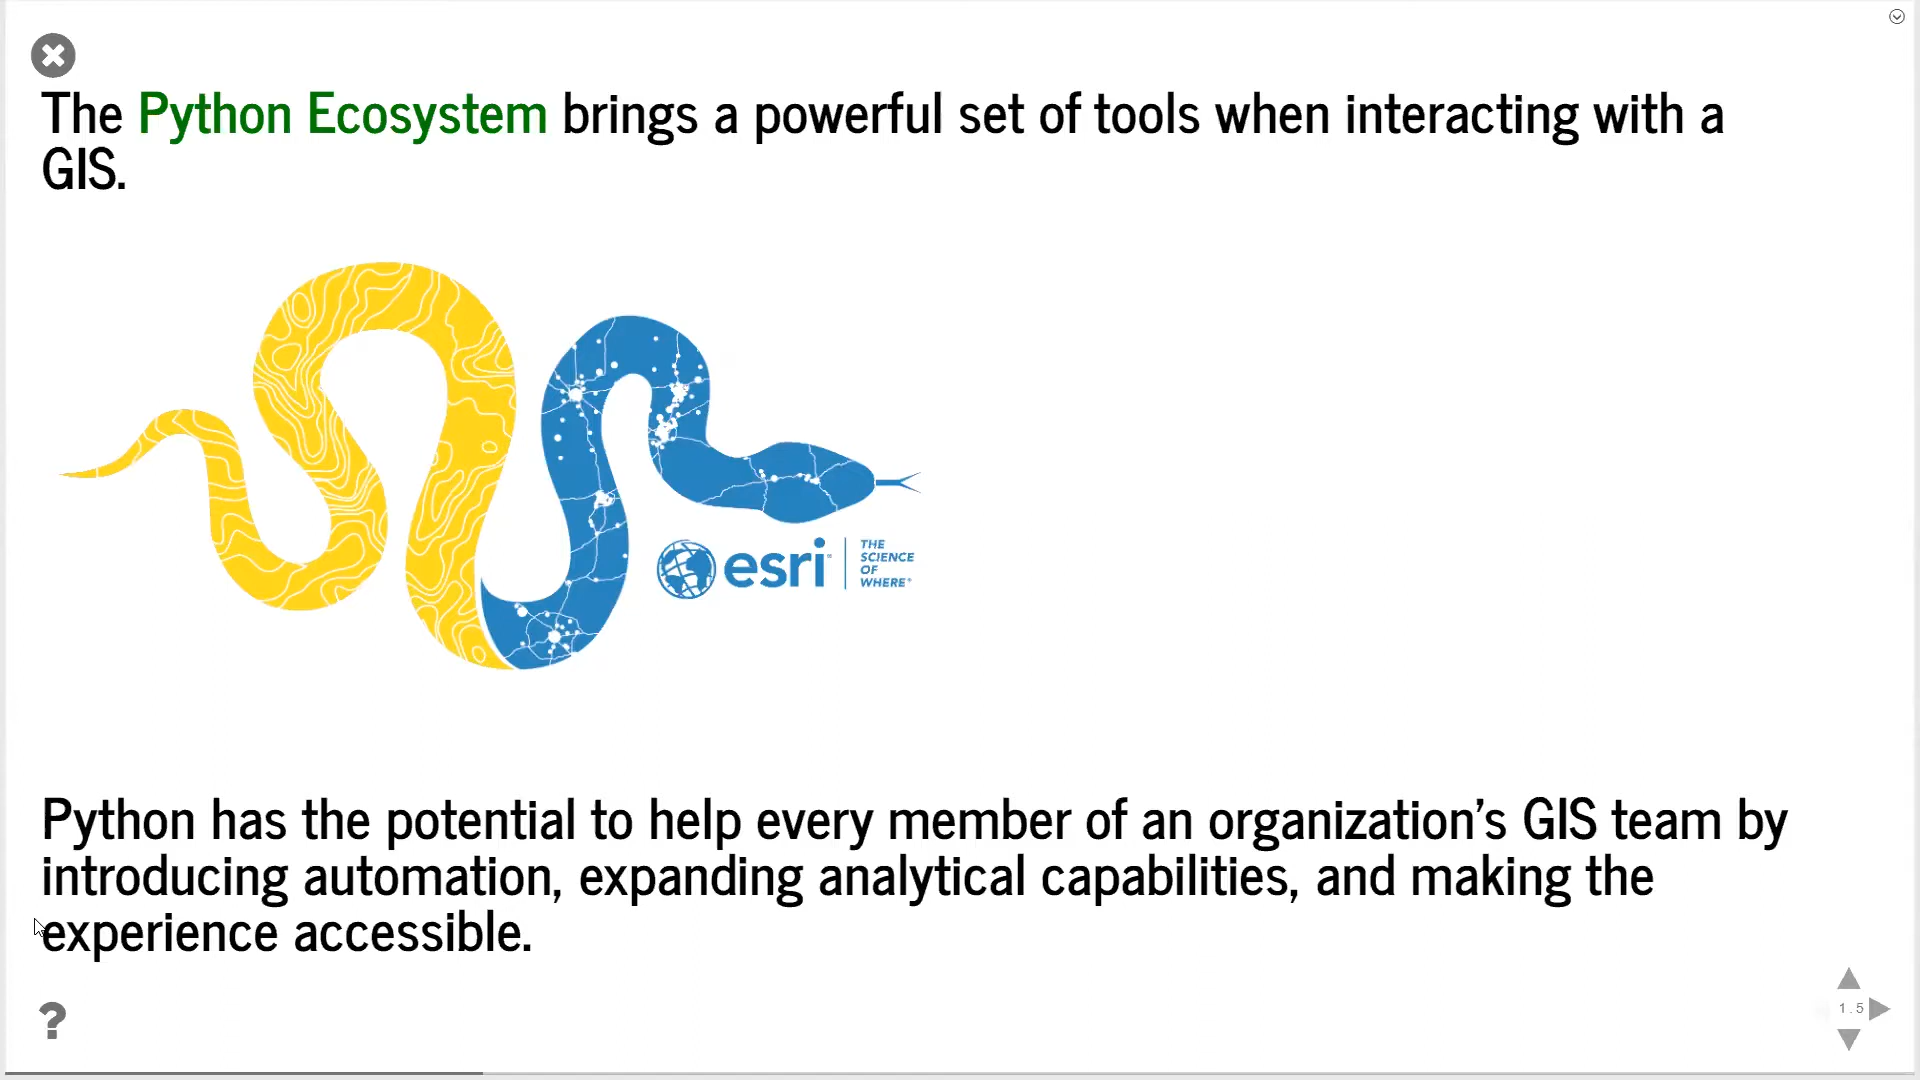 The Python Ecosystem brings a powerful set of tools when interacting with a
GIS.
esri
THE
SCIENCE
OF
WHERE®
Python has the potential to help every member of an organization’s GIS team by
introducing automation, expanding analytical capabilities, and making the
experience accessible.
?
1.5